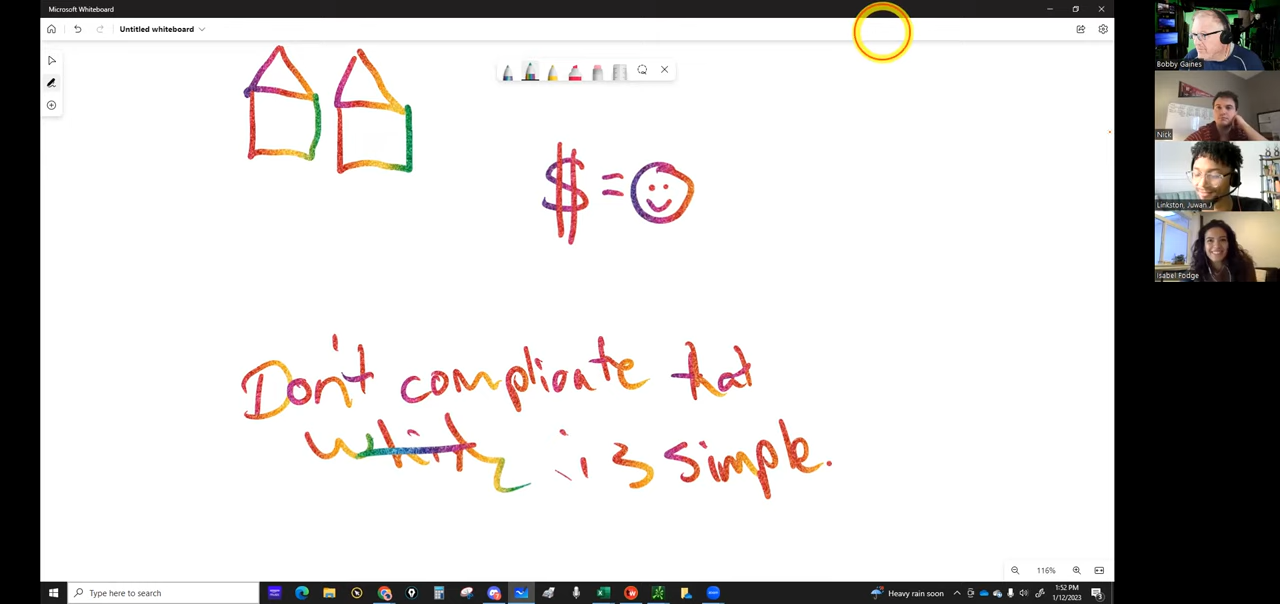 Microsoft Whiteboard
Untitled whiteboard
Bobby Gaines
Nick
$ =
Linkston, Juwan J
Isabel Fodge
Don't complicate that
is simple.
116%
Type here to search
Heavy rain soon
1:52 PM
1/12/2023
3